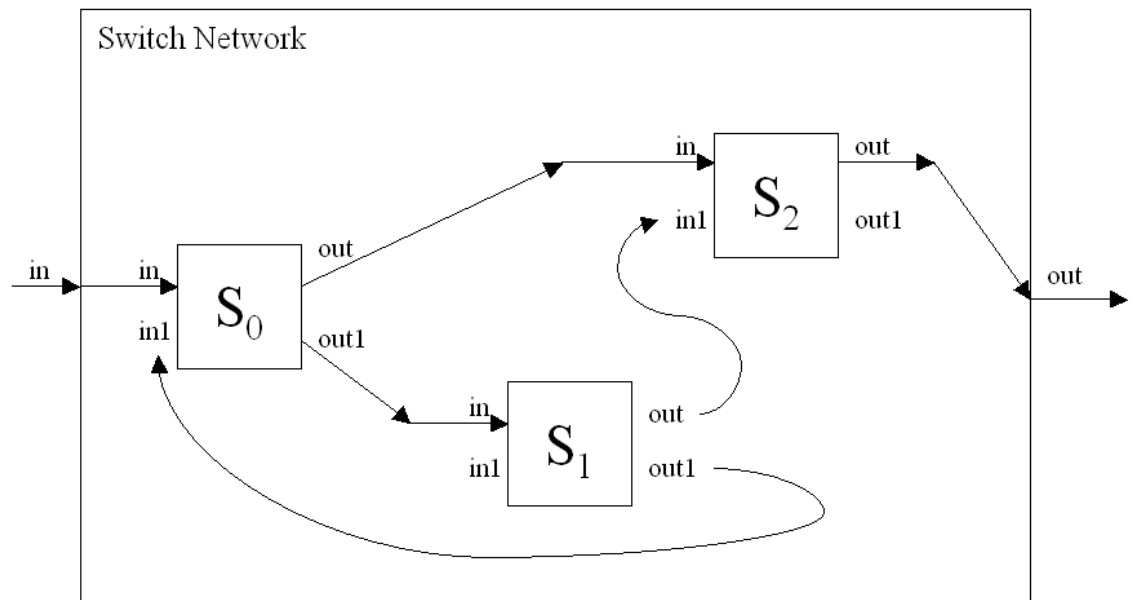 Switch Network
in
in
in1
S0
out
out1
in
in1
S1
out
out1
in
in1
S2
out
out1
out